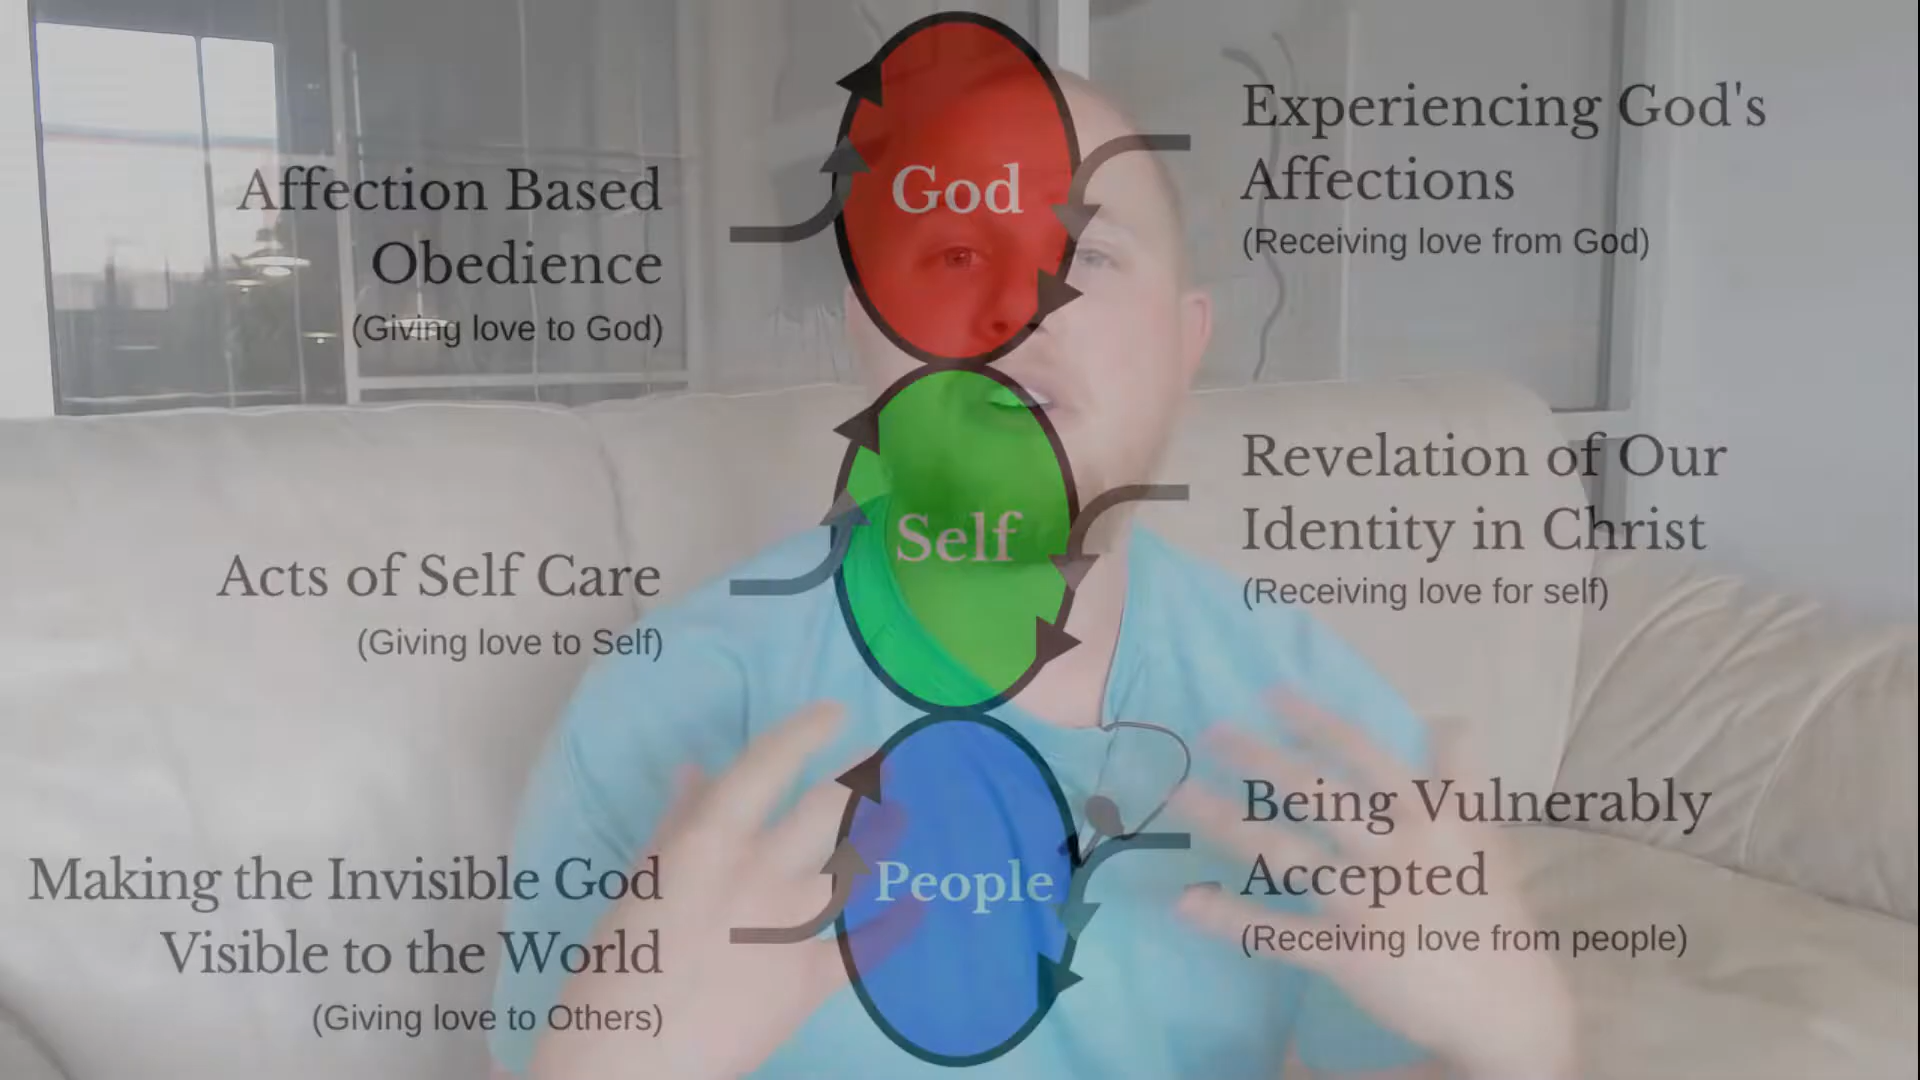 God
Experiencing God's
Affections
(Receiving love from God)
Affection Based
Obedience
(Giving love to God)
Self
Revelation of Our
Identity in Christ
(Receiving love for self)
Acts of Self Care
(Giving love to Self)
People
Being Vulnerably
Accepted
(Receiving love from people)
Making the Invisible God
Visible to the World
(Giving love to Others)